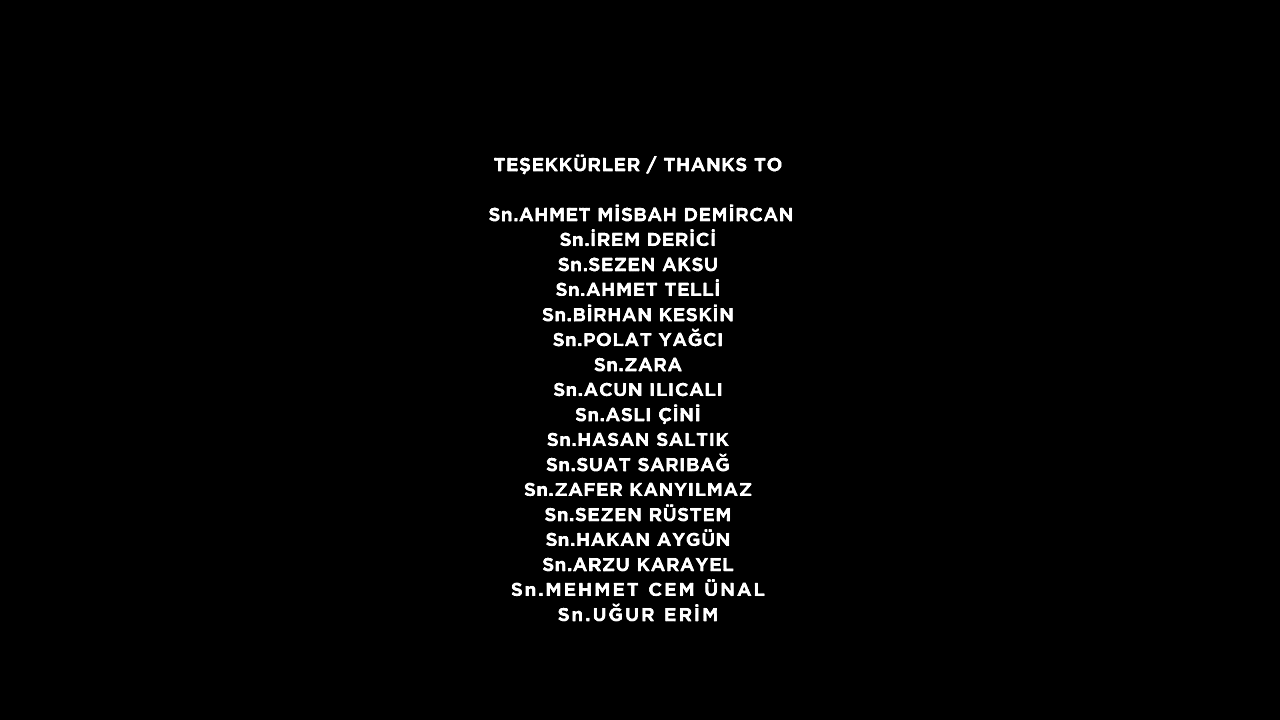 TEŞEKKÜRLER / THANKS TO
Sn.AHMET MİSBAH DEMİRCAN
Sn.İREM DERİCİ
Sn.SEZEN AKSU
Sn.AHMET TELLİ
Sn.BİRHAN KESKİN
Sn.POLAT YAĞCI
Sn.ZARA
Sn.ACUN ILICALI
Sn.ASLI ÇİNİ
Sn.HASAN SALTIK
Sn.SUAT SARIBAĞ
Sn.ZAFER KANYILMAZ
Sn.SEZEN RÜSTEM
Sn.HAKAN AYGÜN
Sn.ARZU KARAYEL
Sn.MEHMET CEM ÜNAL
Sn.UĞUR ERİM